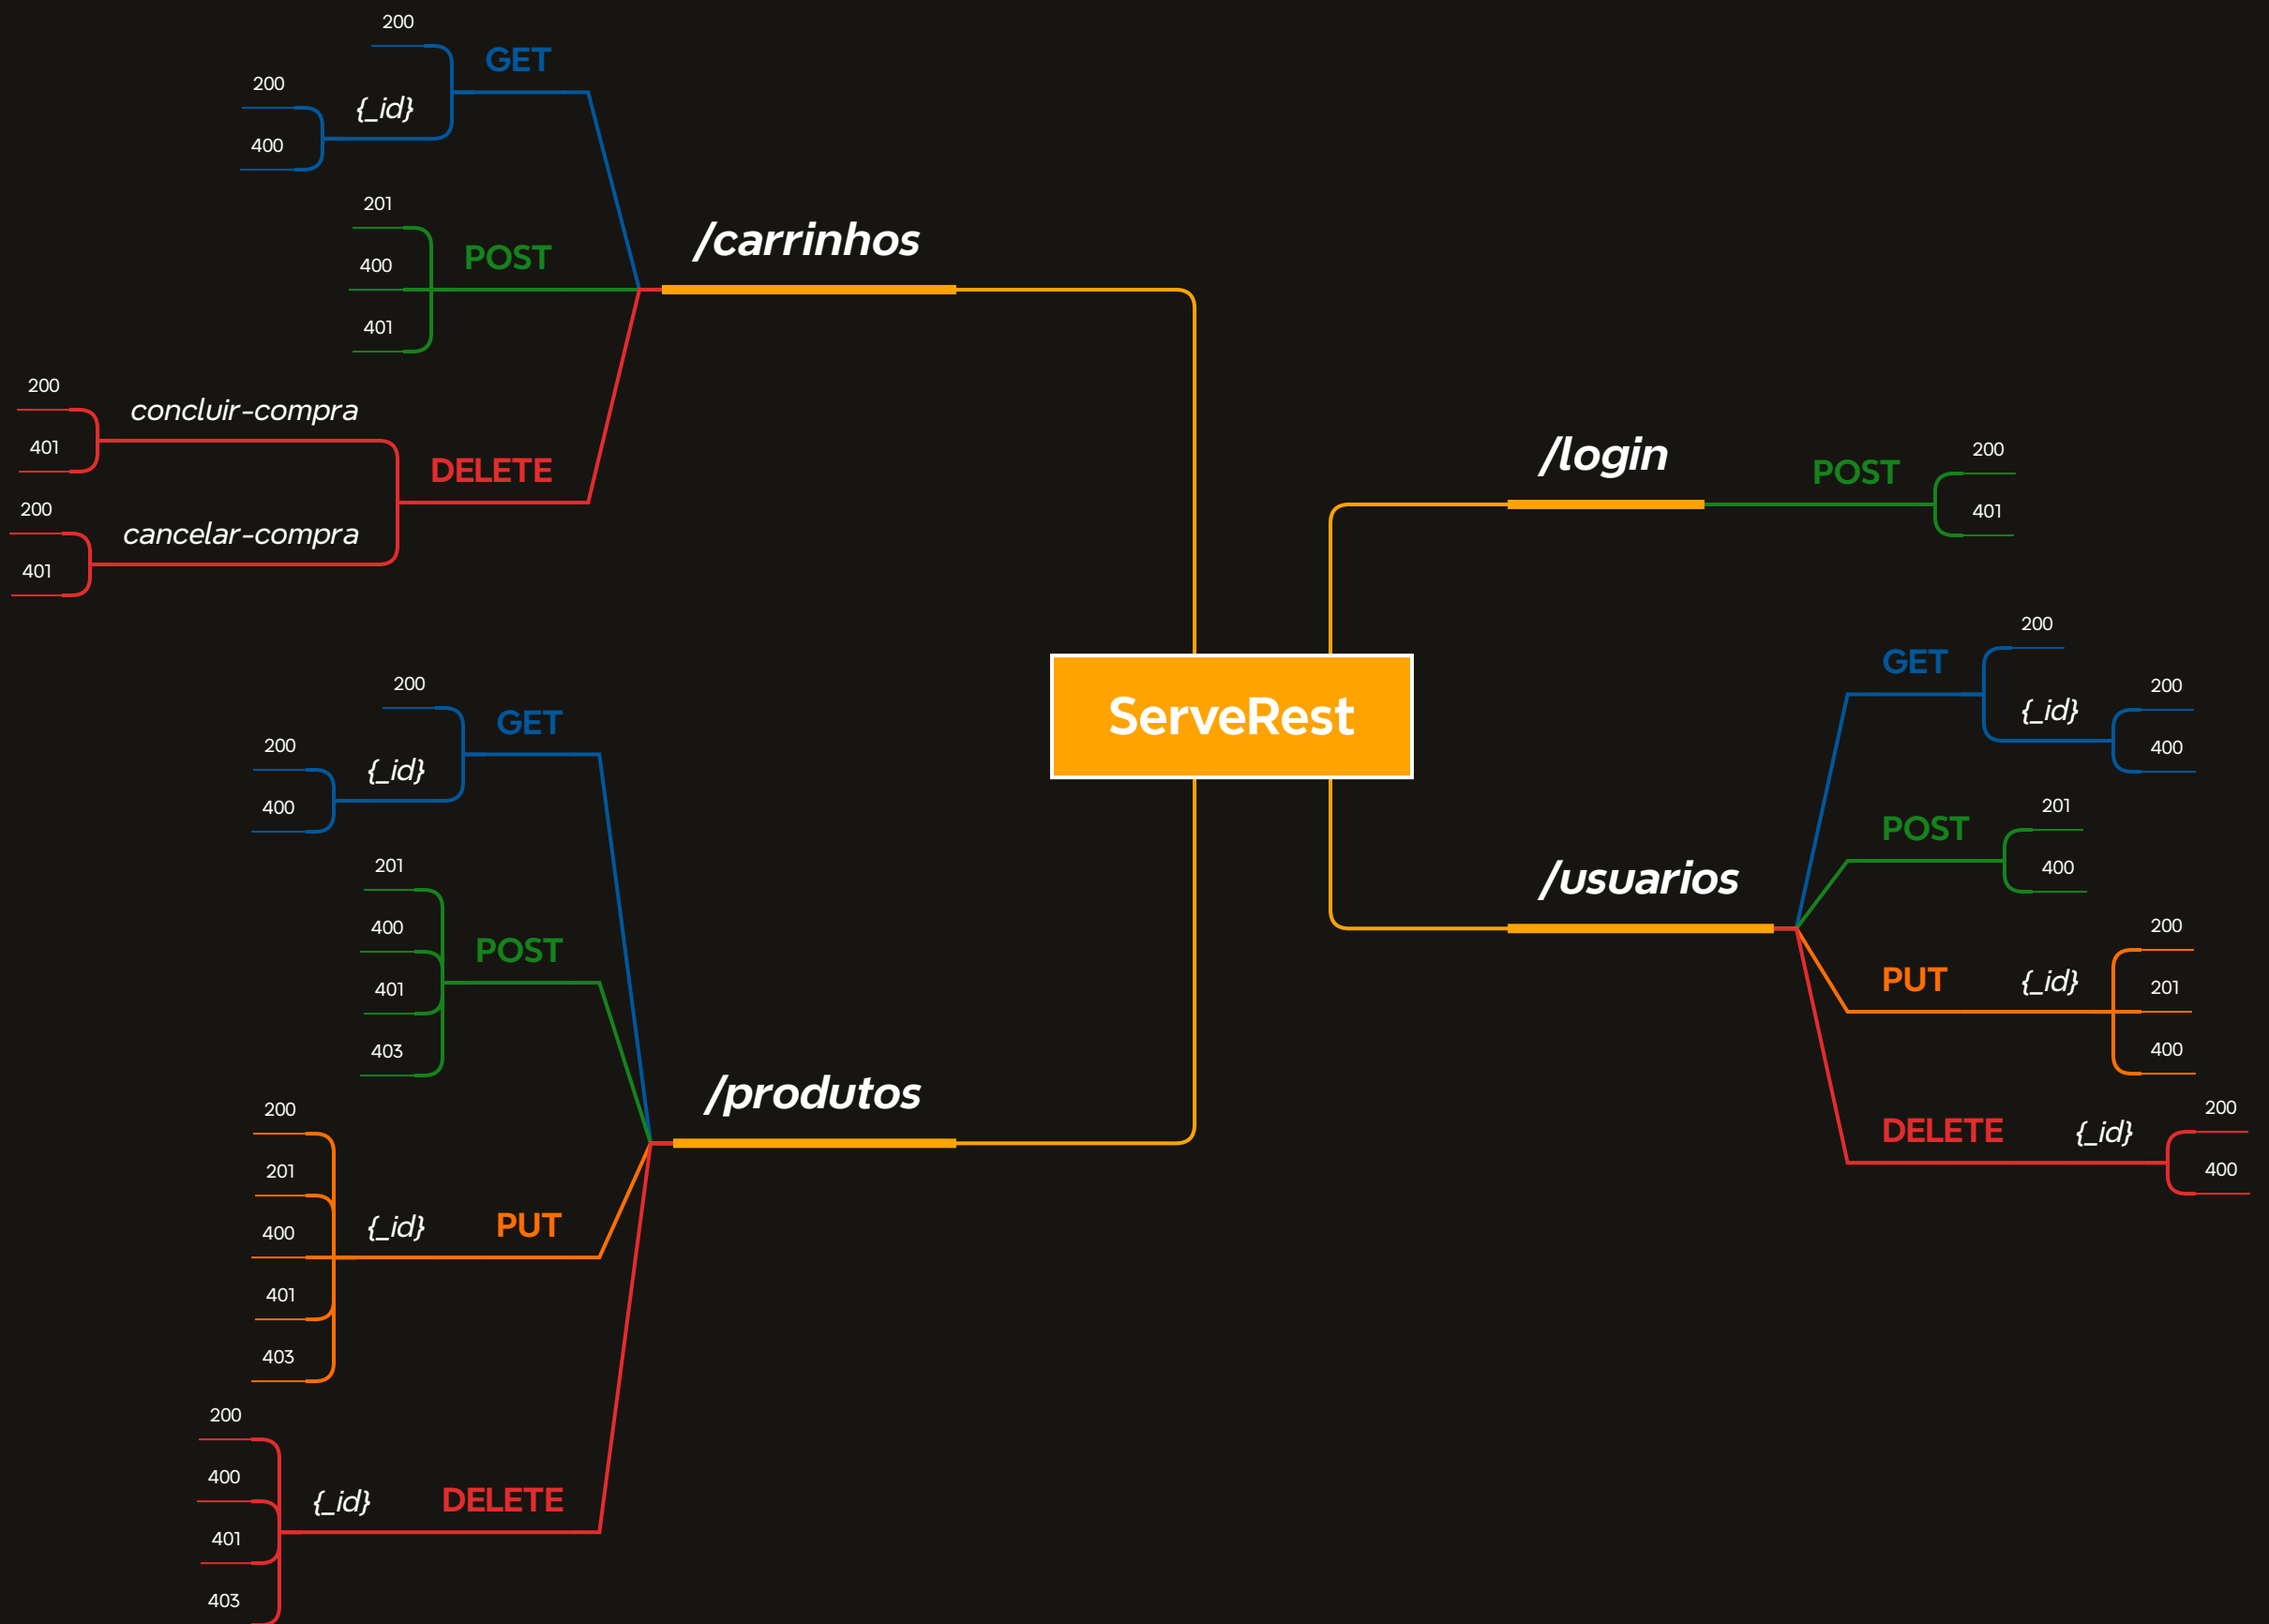 ServeRest
/carrinhos
GET
200
{_id}
200
400
POST
201
400
401
DELETE
concluir-compra
200
401
cancelar-compra
200
401
/produtos
GET
200
{_id}
200
400
POST
201
400
401
403
PUT
{_id}
200
201
400
401
403
DELETE
{_id}
200
400
401
403
/login
POST
200
401
/usuarios
GET
200
{_id}
200
400
POST
201
400
PUT
{_id}
200
201
400
DELETE
{_id}
200
400